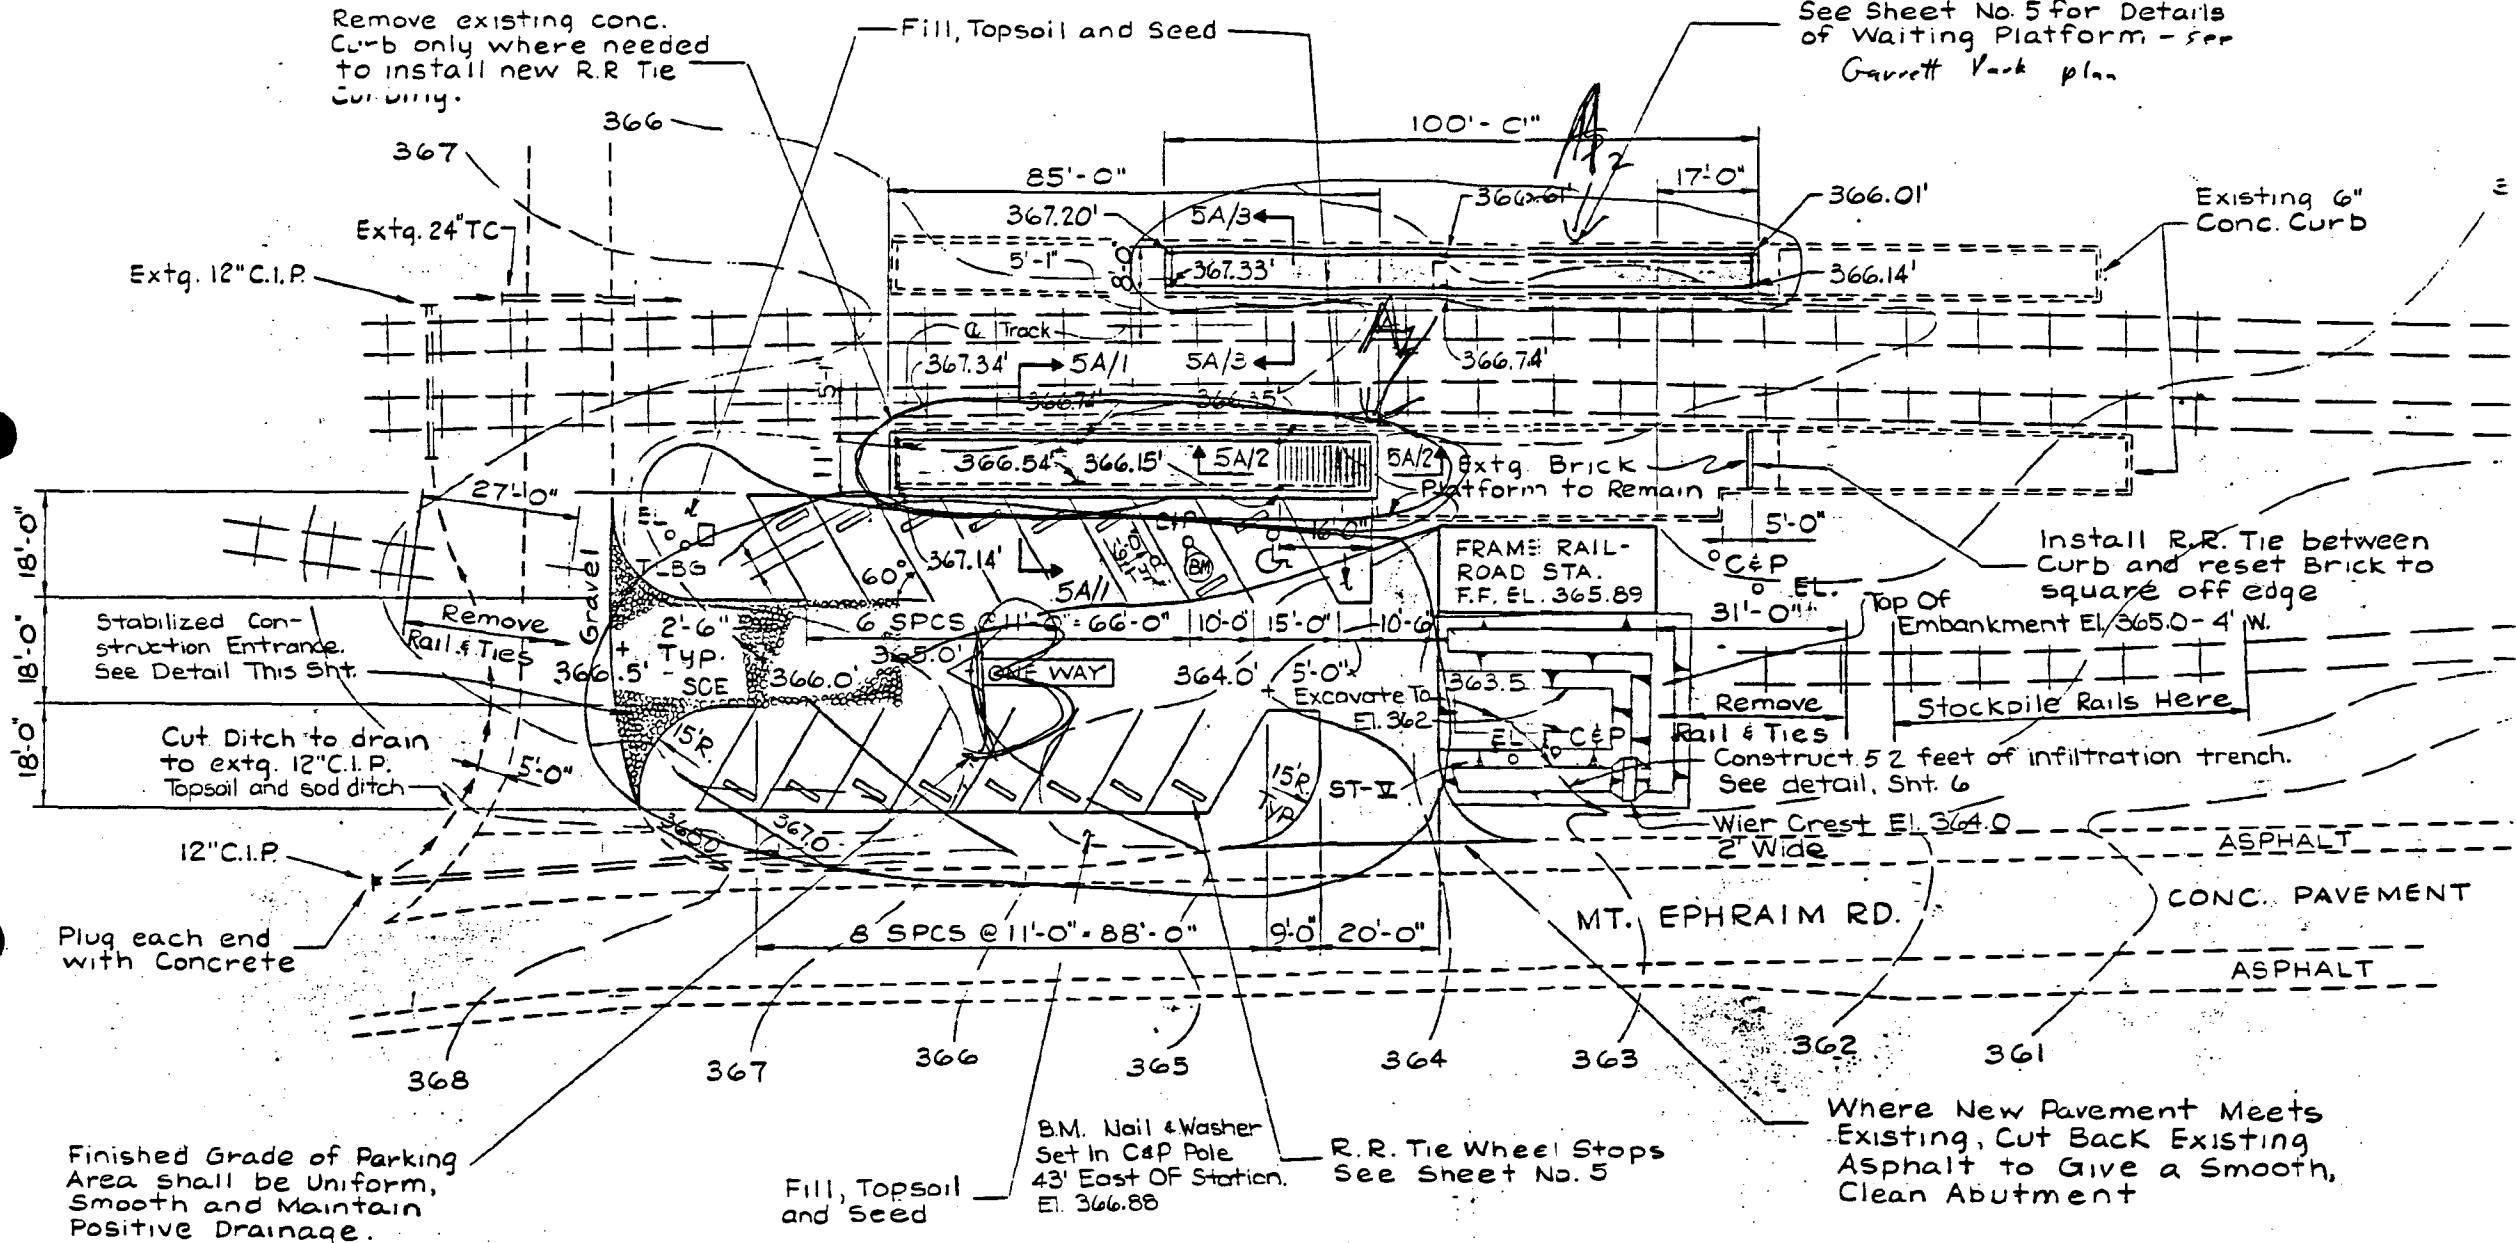 Remove existing conc.
Curb only where needed
to install new R.R Tie
Curbing.
Fill, Topsoil and Seed
See Sheet No. 5 for Details
of Waiting Platform - see
Garrett Park plan
366
367
100'-0"
2
85'-0"
17'-0"
367.20'
5A/3
366.61'
366.01'
Existing 6"
Conc. Curb
Extg. 24" TC
Extg. 12" C.I.P.
5'-1"
8'-0
367.33'
366.14'
℄ Track
367.34'
5A/1
5A/3
366.74'
366.54'
366.15'
5A/2
5A/2
Extg. Brick
Platform to Remain
27'-0"
18'-0"
EL
C&P
16'-0"
5'-0"
Install R.R. Tie between
Curb and reset Brick to
square off edge
Gravel
T-BG
367.14'
60°
5A/1
BM
FRAME RAIL-
ROAD STA.
F.F. EL. 365.89
C&P
EL.
31'-0"
Top Of
Embankment El. 365.0 - 4' W.
18'-0"
Stabilized Con-
struction Entrance.
See Detail This Sht.
Remove
Rail & Ties
2'-6"
Typ.
6 SPCS @ 11'-0" = 66'-0"
10'-0
15'-0"
10'-6
366.5'
SCE
366.0'
365.0'
ONE WAY
364.0'
5'-0"
Excavate To
El. 362
363.5
Remove
Rail & Ties
Stockpile Rails Here
18'-0"
Cut Ditch to drain
to extg. 12" C.I.P.
Topsoil and sod ditch
5'-0"
15'R
15'R
TYP.
ST-V
EL
C&P
Construct 52 feet of infiltration trench.
See detail, Sht. 6
367.0
Wier Crest El. 364.0
2' Wide
ASPHALT
12" C.I.P.
CONC. PAVEMENT
MT. EPHRAIM RD.
8 SPCS @ 11'-0" = 88'-0"
9'-0"
20'-0"
Plug each end
with Concrete
ASPHALT
368
367
366
365
364
363
362
361
Finished Grade of Parking
Area shall be Uniform,
Smooth and Maintain
Positive Drainage.
Fill, Topsoil
and Seed
B.M. Nail & Washer
Set In C&P Pole
43' East OF Station.
El. 366.88
R.R. Tie Wheel Stops
See Sheet No. 5
Where New Pavement Meets
Existing, Cut Back Existing
Asphalt to Give a Smooth,
Clean Abutment